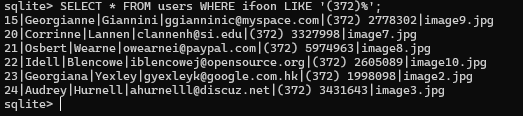 sqlite> SELECT * FROM users WHERE ifoon LIKE '(372)%';
15|Georgianne|Giannini|ggianninic@myspace.com|(372) 2778302|image9.jpg
20|Corrinne|Lannen|clannenh@si.edu|(372) 3327998|image7.jpg
21|Osbert|Wearne|owearnei@paypal.com|(372) 5974963|image8.jpg
22|Idell|Blencowe|iblencowej@opensource.org|(372) 2605089|image10.jpg
23|Georgiana|Yexley|gyexleyk@google.com.hk|(372) 1998098|image2.jpg
24|Audrey|Hurnell|ahurnelll@discuz.net|(372) 3431643|image3.jpg
sqlite>